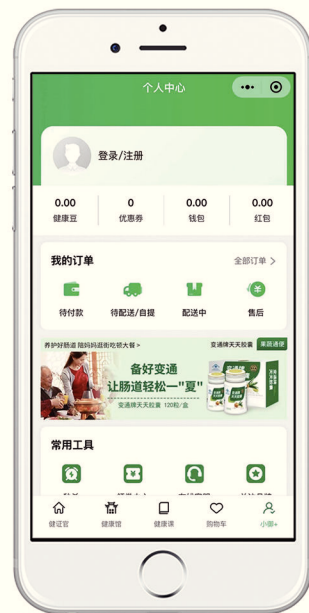 个人中心
登录/注册
0.00 0 0.00 0.00
健康豆 优惠券 钱包 红包
我的订单 全部订单 >
待付款 待配送/自提 配送中 售后
养护好肠道 陪妈妈逛街吃顿大餐 >
变通牌天天胶囊 果蔬通便
备好变通
让肠道轻松一"夏"
变通牌天天胶囊 120粒/盒
常用工具
健证官 健康馆 健康课 购物车 小御+